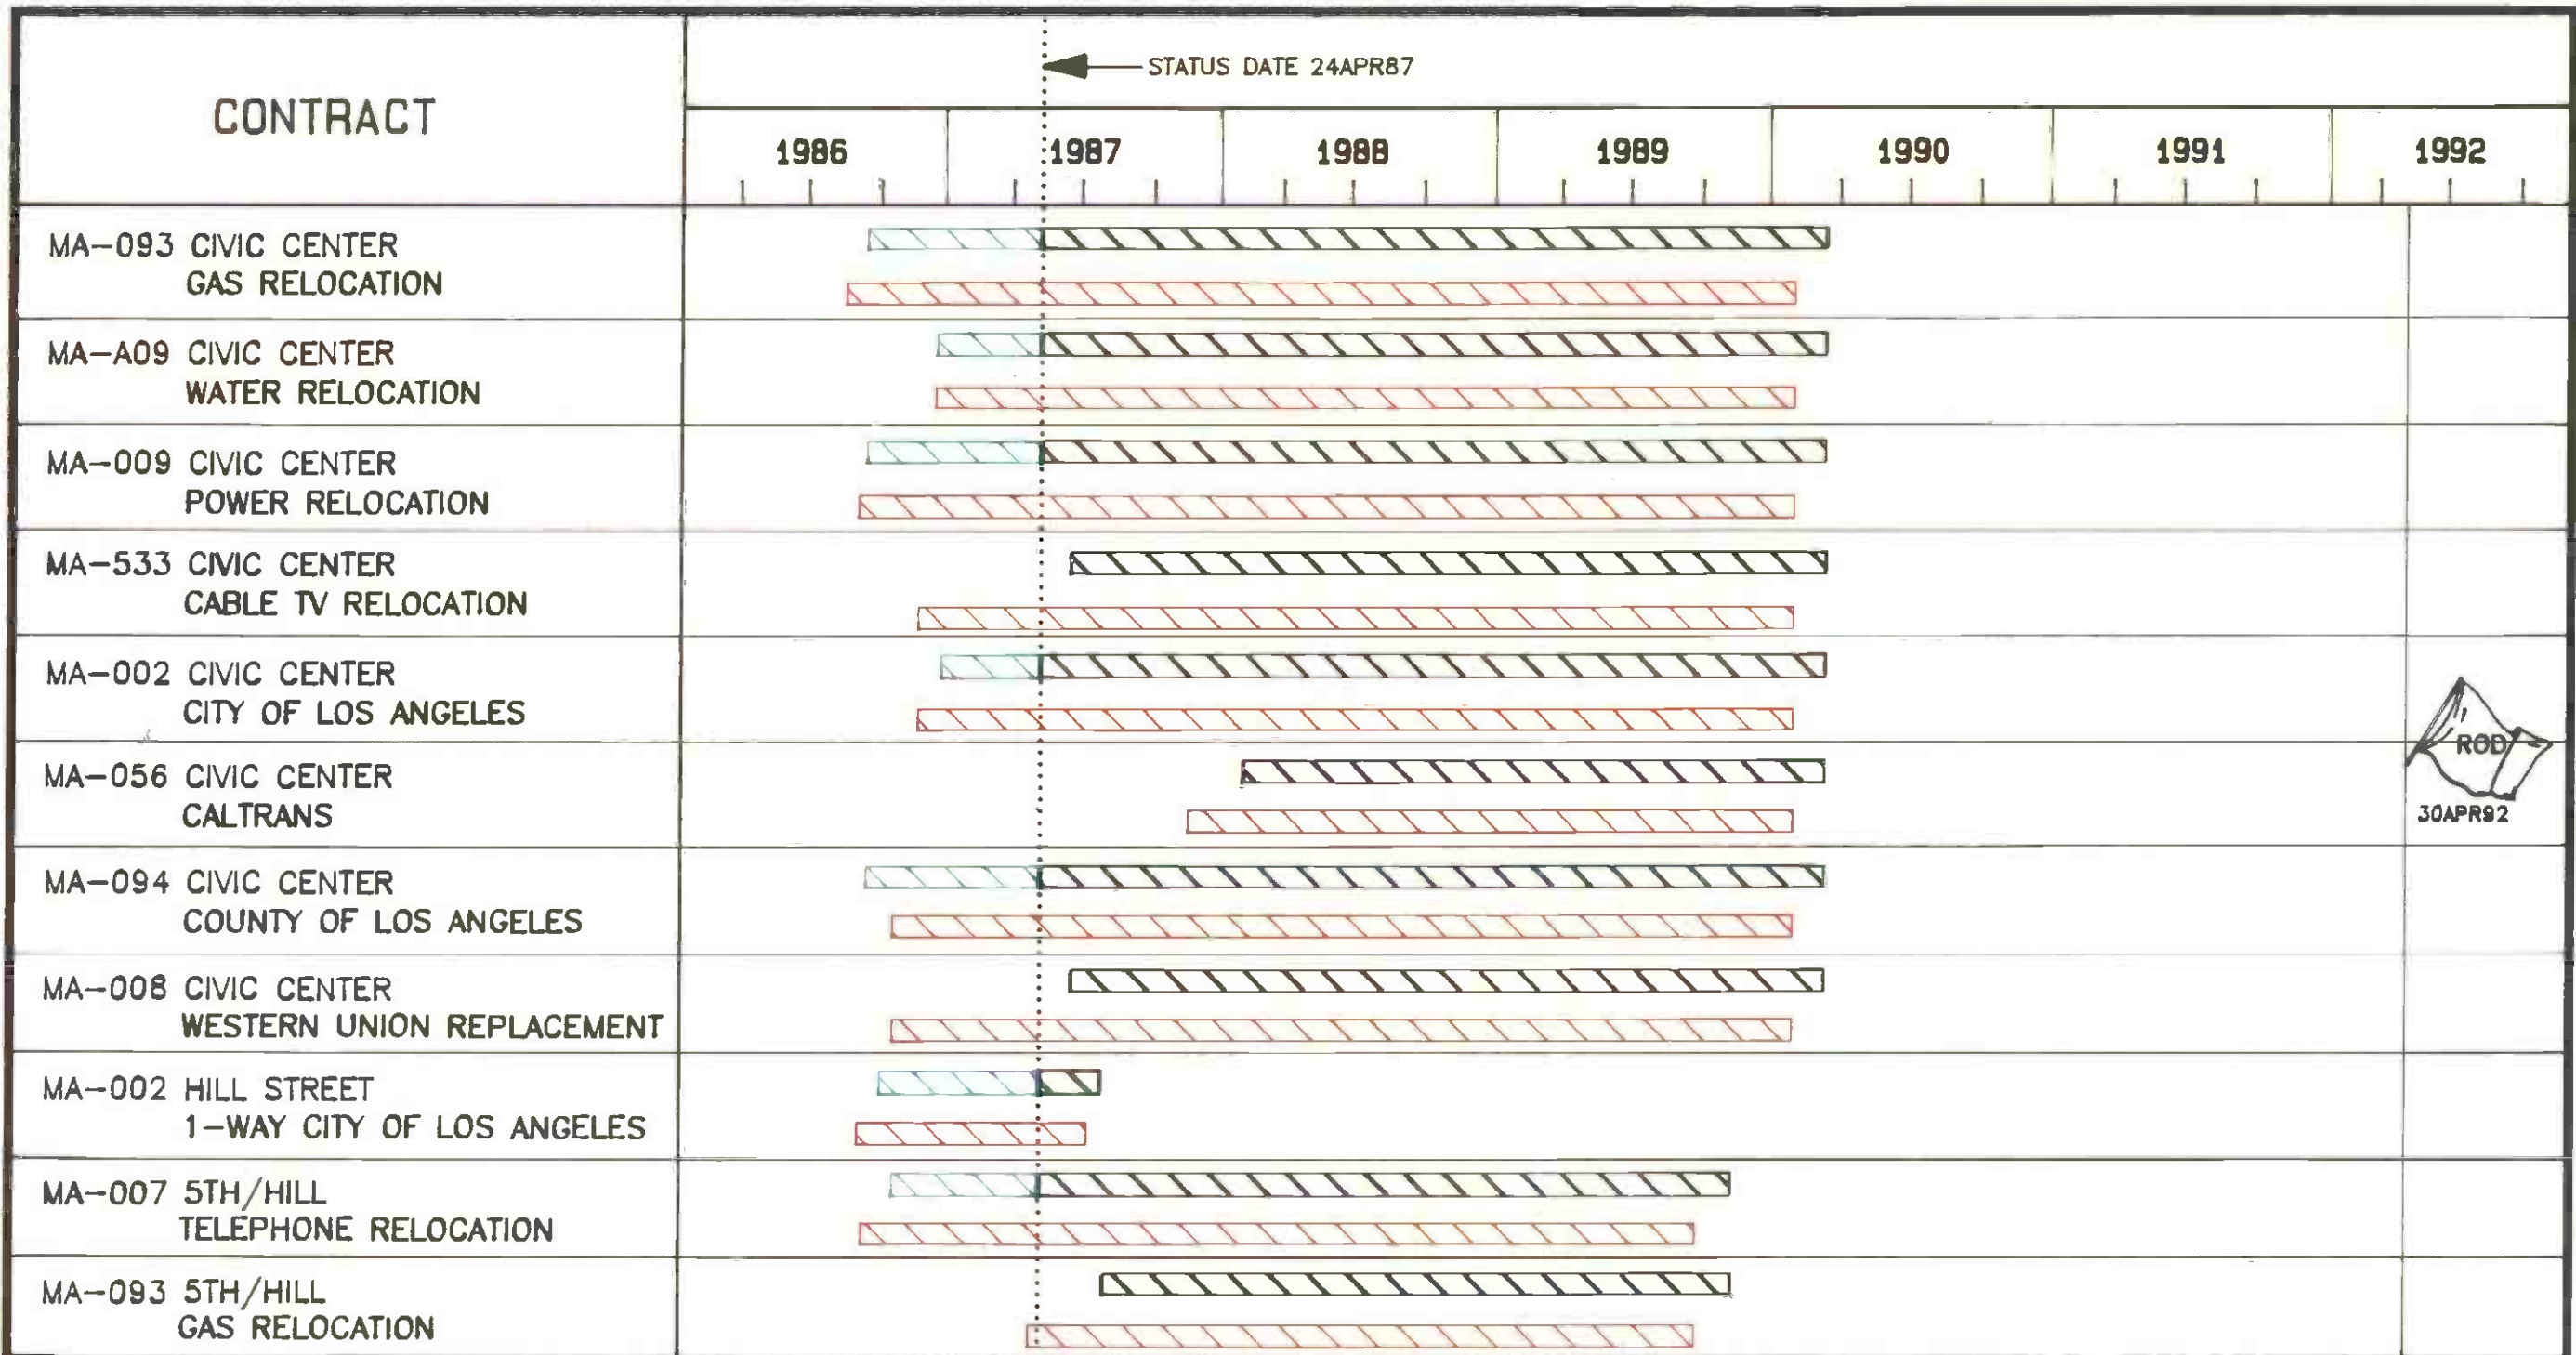 STATUS DATE 24APR87
CONTRACT
1986 1987 1988 1989 1990 1991 1992
MA-093 CIVIC CENTER
GAS RELOCATION
MA-A09 CIVIC CENTER
WATER RELOCATION
MA-009 CIVIC CENTER
POWER RELOCATION
MA-533 CIVIC CENTER
CABLE TV RELOCATION
MA-002 CIVIC CENTER
CITY OF LOS ANGELES
ROD
MA-056 CIVIC CENTER
CALTRANS
30APR92
MA-094 CIVIC CENTER
COUNTY OF LOS ANGELES
MA-008 CIVIC CENTER
WESTERN UNION REPLACEMENT
MA-002 HILL STREET
1-WAY CITY OF LOS ANGELES
MA-007 5TH/HILL
TELEPHONE RELOCATION
MA-093 5TH/HILL
GAS RELOCATION